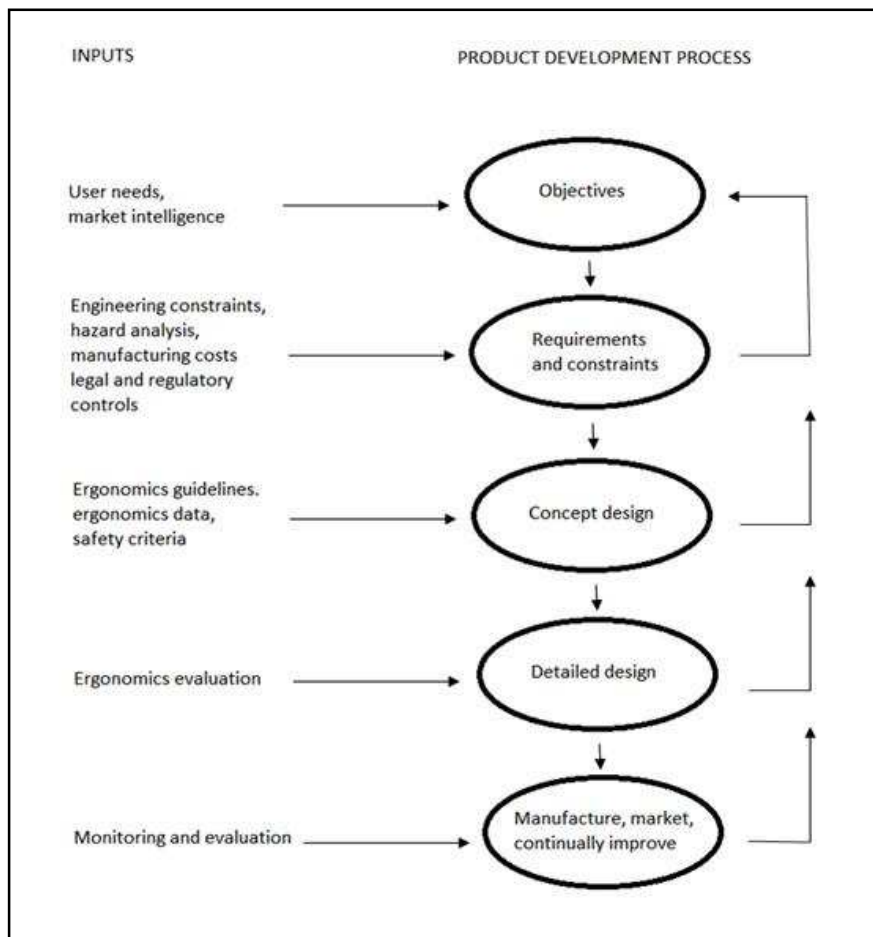 INPUTS
PRODUCT DEVELOPMENT PROCESS
User needs,
market intelligence
Objectives
Engineering constraints,
hazard analysis,
manufacturing costs
legal and regulatory
controls
Requirements
and constraints
Ergonomics guidelines.
ergonomics data,
safety criteria
Concept design
Ergonomics evaluation
Detailed design
Monitoring and evaluation
Manufacture, market,
continually improve